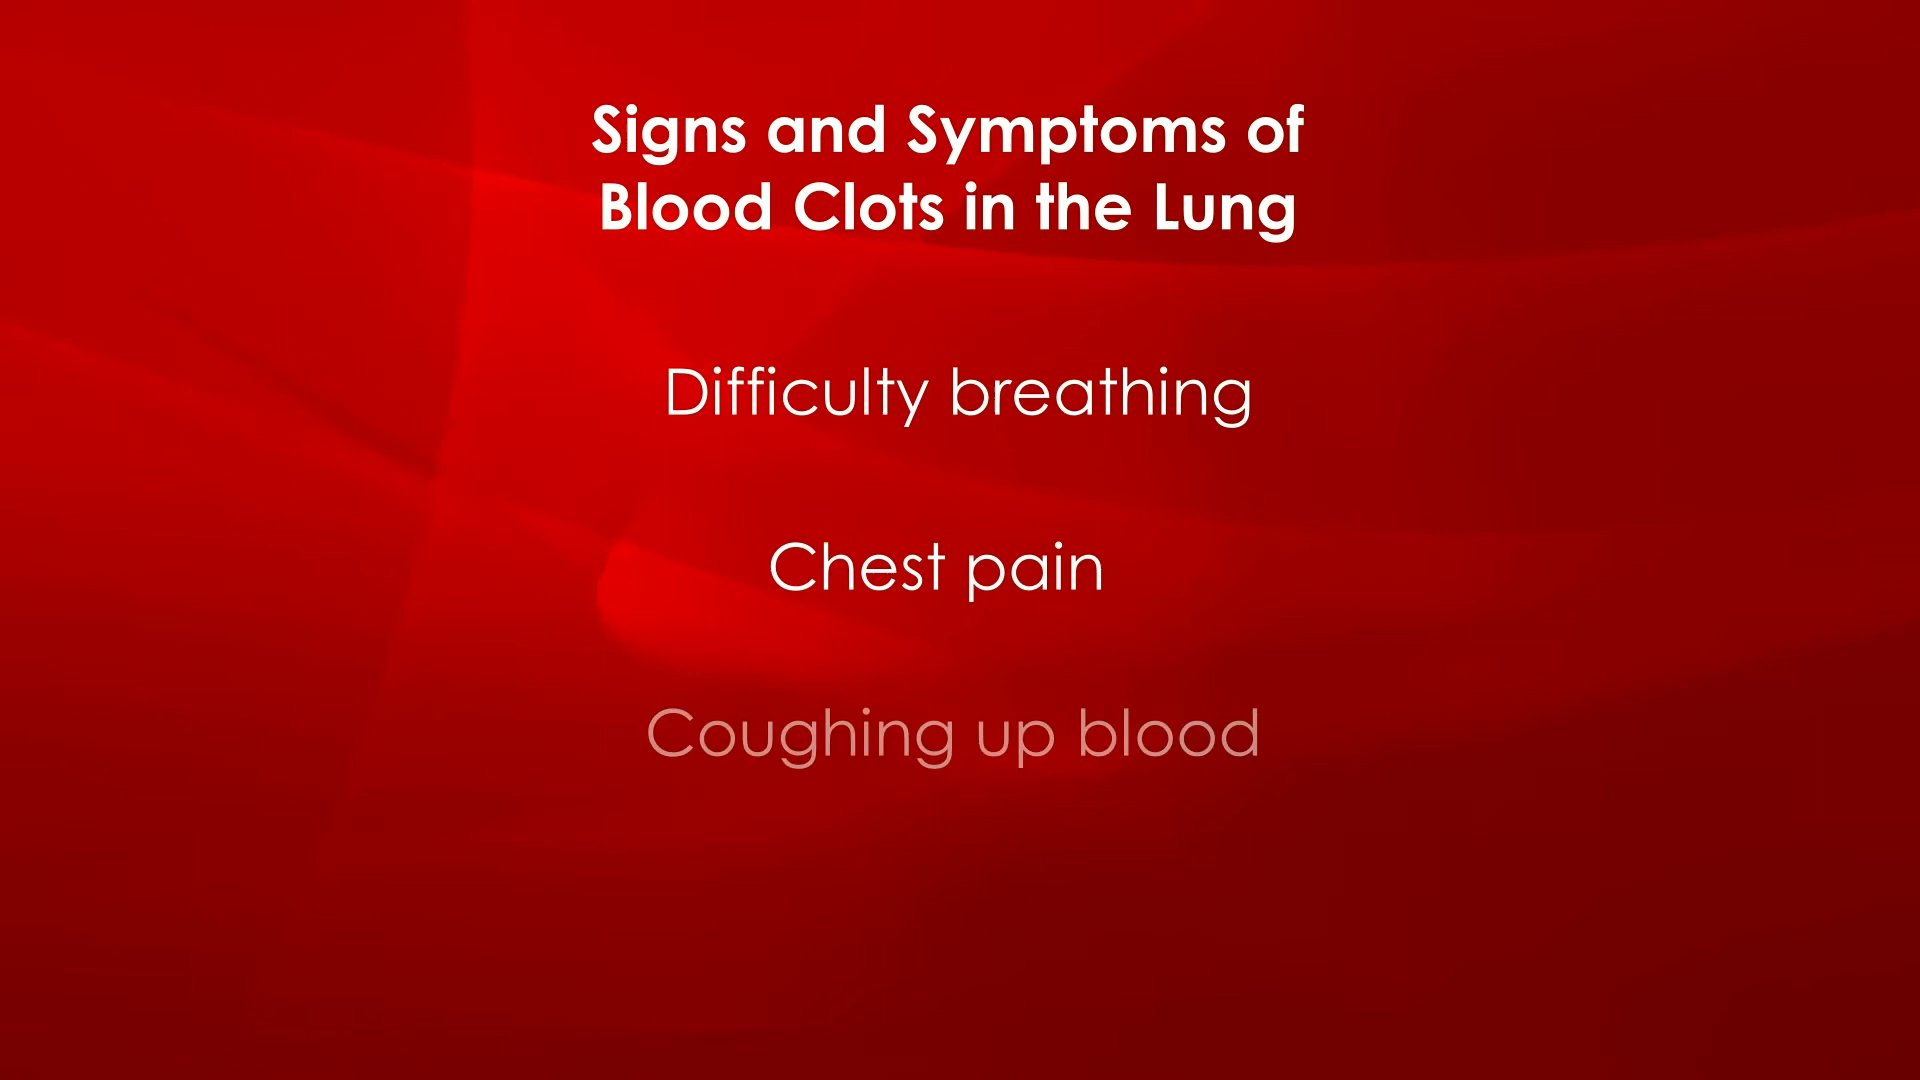 Signs and Symptoms of
Blood Clots in the Lung
Difficulty breathing
Chest pain
Coughing up blood